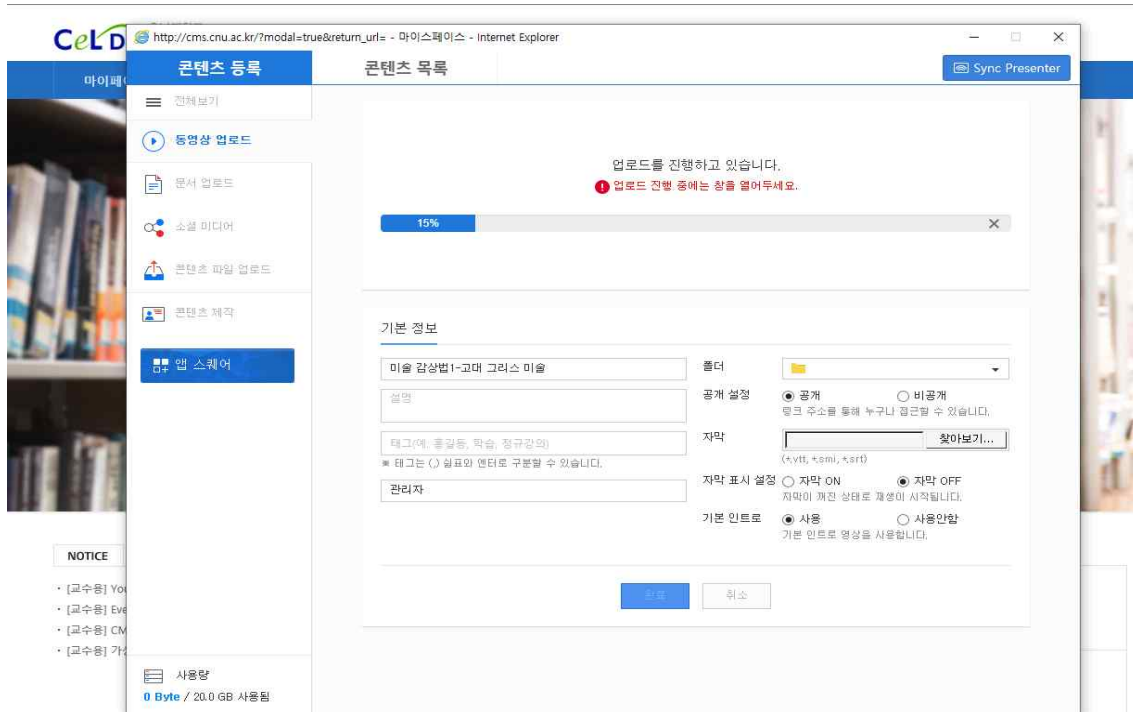 CELD
http://cms.cnu.ac.kr/?modal=true&return_url= - 마이스페이스 - Internet Explorer
콘텐츠 등록
콘텐츠 목록
Sync Presenter
전체보기
동영상 업로드
문서 업로드
소셜 미디어
콘텐츠 파일 업로드
콘텐츠 제작
앱 스퀘어
업로드를 진행하고 있습니다.
업로드 진행 중에는 창을 열어두세요.
15%
기본 정보
미술 감상법1-고대 그리스 미술
설명
태그(예, 홍길동, 학습, 정규강의)
※ 태그는 (,) 쉼표와 엔터로 구분할 수 있습니다.
관리자
폴더
공개 설정
공개 비공개
링크 주소를 통해 누구나 접근할 수 있습니다.
자막
찾아보기...
(*.vtt, *.smi, *.srt)
자막 표시 설정
자막 ON 자막 OFF
자막이 꺼진 상태로 재생이 시작됩니다.
기본 인트로
사용 사용안함
기본 인트로 영상을 사용합니다.
완료 취소
NOTICE
· [교수용] You
· [교수용] Eve
· [교수용] CM
· [교수용]
사용량
0 Byte / 20.0 GB 사용됨